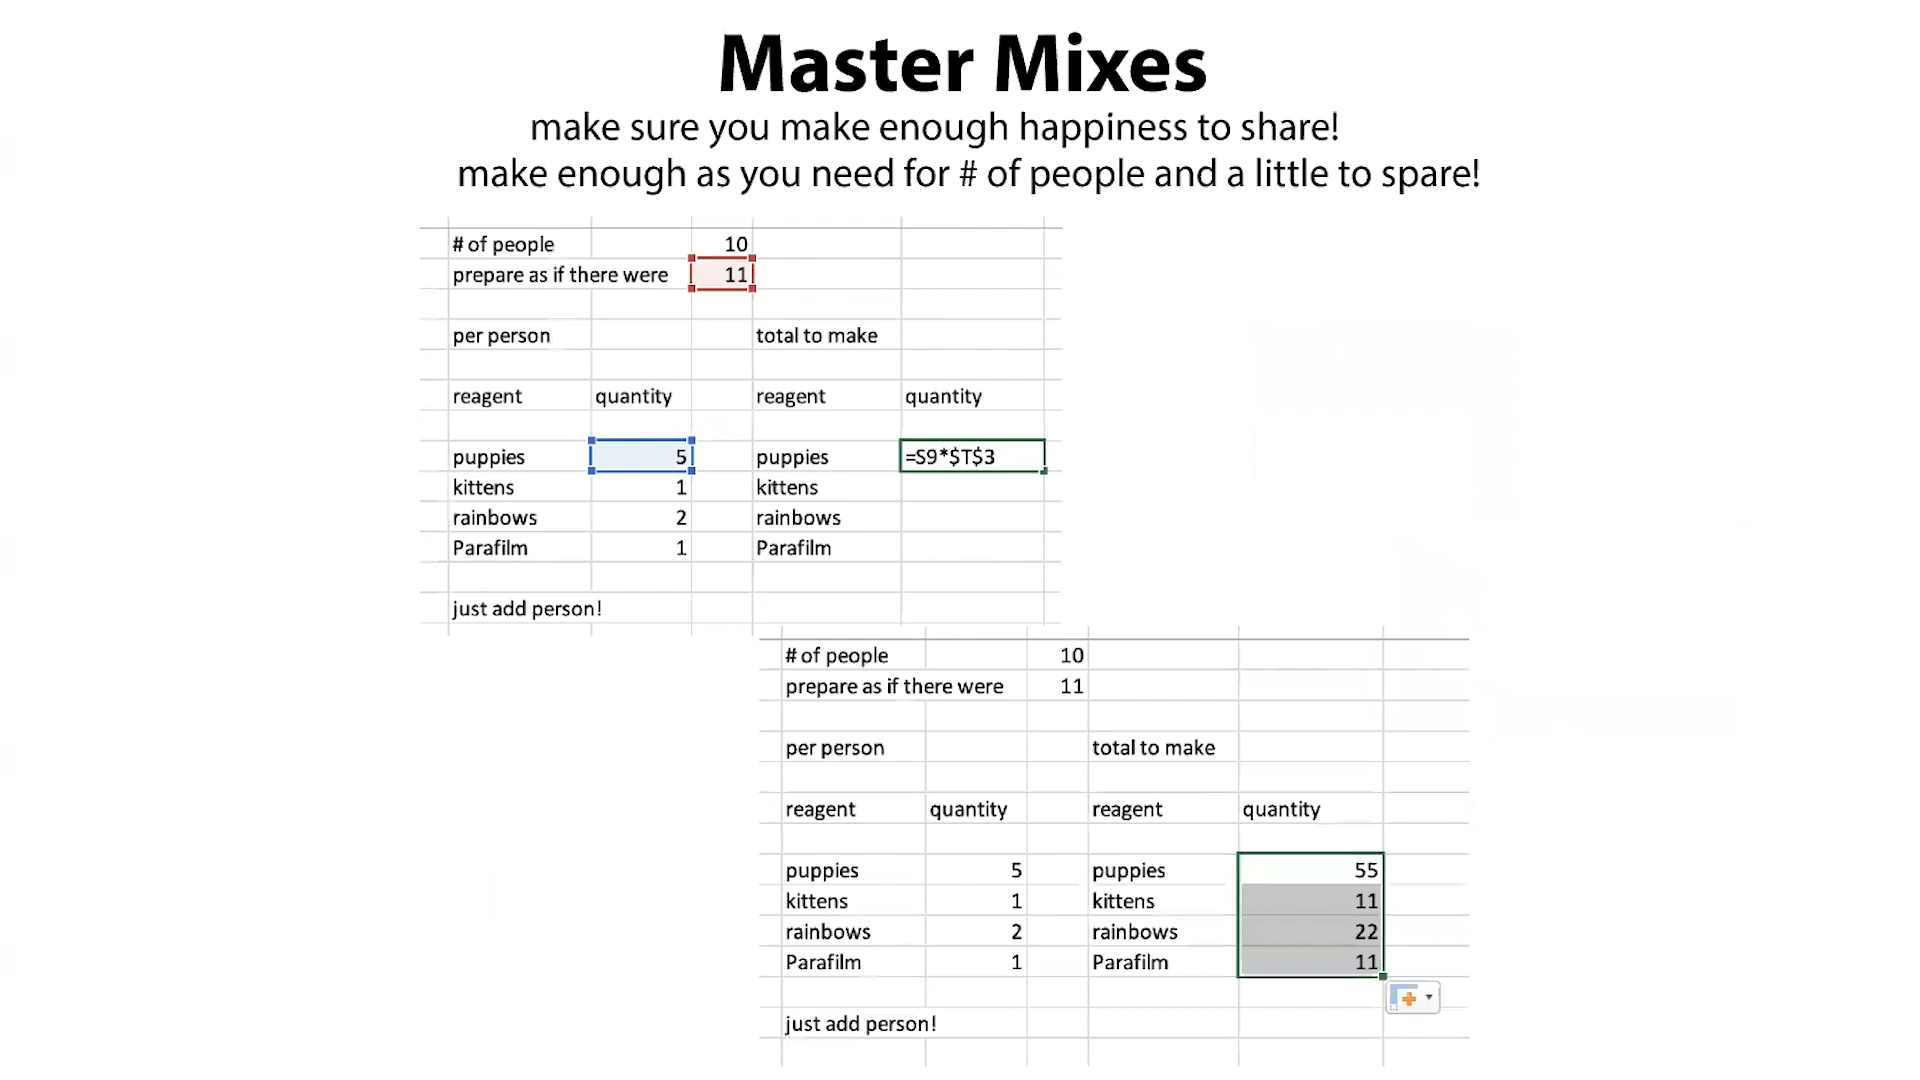 Master Mixes
make sure you make enough happiness to share!
make enough as you need for # of people and a little to spare!
# of people 10
prepare as if there were 11
per person total to make
reagent quantity reagent quantity
puppies 5 puppies =S9*$T$3
kittens 1 kittens
rainbows 2 rainbows
Parafilm 1 Parafilm
just add person!
# of people 10
prepare as if there were 11
per person total to make
reagent quantity reagent quantity
puppies 5 puppies 55
kittens 1 kittens 11
rainbows 2 rainbows 22
Parafilm 1 Parafilm 11
just add person!